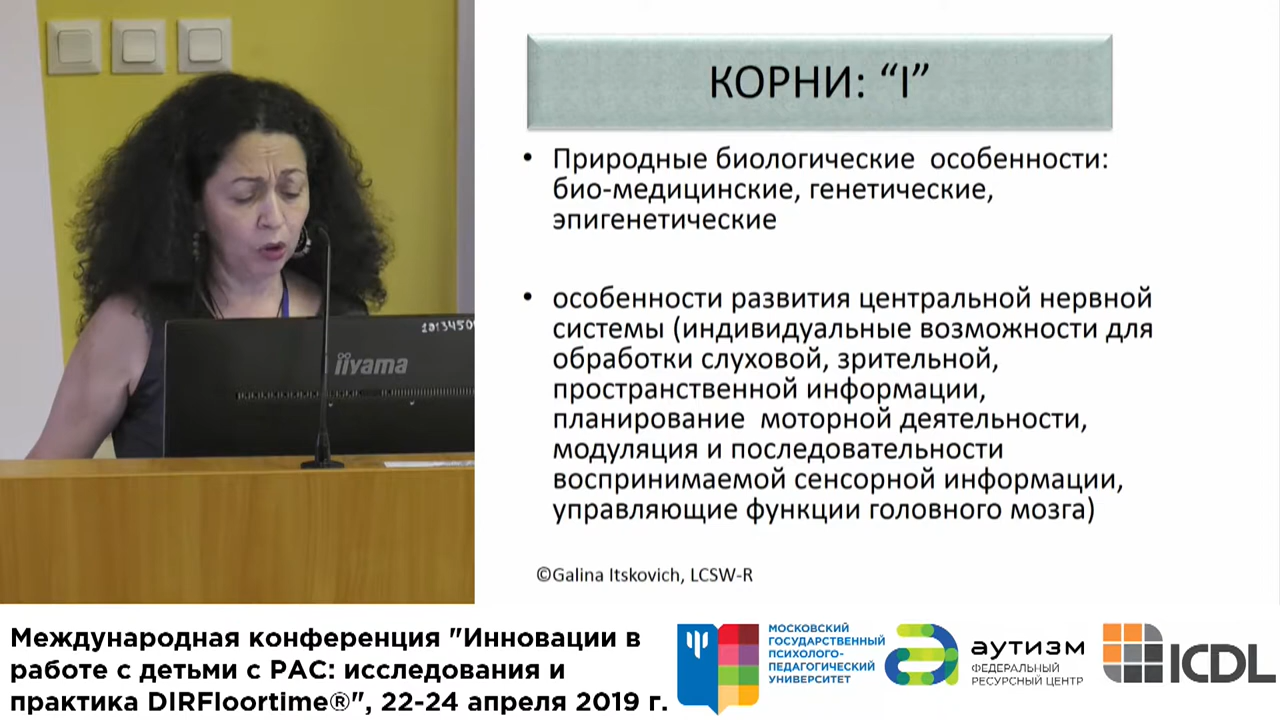 КОРНИ: “I”
• Природные биологические особенности:
био-медицинские, генетические,
эпигенетические
• особенности развития центральной нервной
системы (индивидуальные возможности для
обработки слуховой, зрительной,
пространственной информации,
планирование моторной деятельности,
модуляция и последовательности
воспринимаемой сенсорной информации,
управляющие функции головного мозга)
©Galina Itskovich, LCSW-R
iiyama
Международная конференция "Инновации в
работе с детьми с РАС: исследования и
практика DIRFloortime®", 22-24 апреля 2019 г.
МОСКОВСКИЙ
ГОСУДАРСТВЕННЫЙ
ПСИХОЛОГО-
ПЕДАГОГИЧЕСКИЙ
УНИВЕРСИТЕТ
аутизм
ФЕДЕРАЛЬНЫЙ
РЕСУРСНЫЙ ЦЕНТР
ICDL